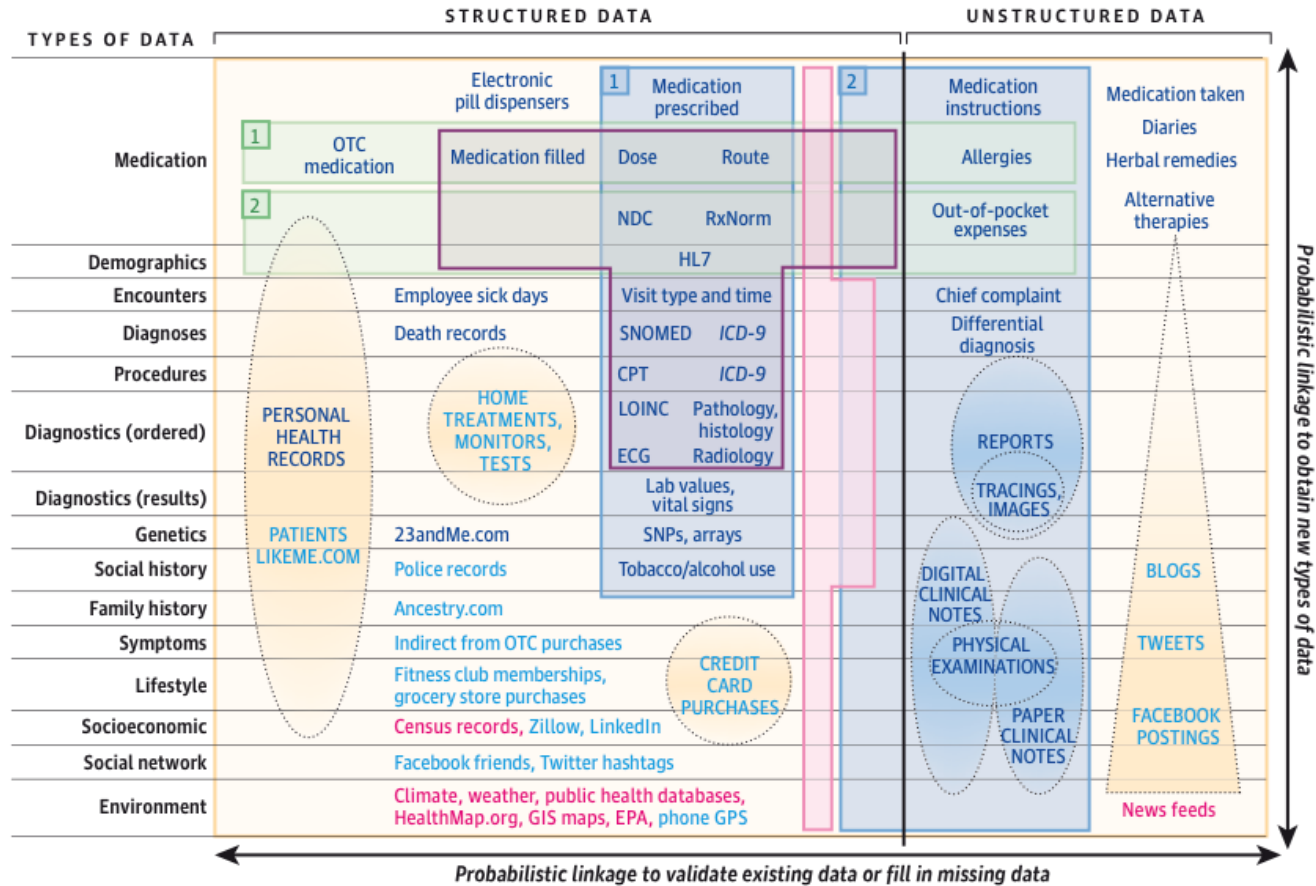 STRUCTURED DATA
UNSTRUCTURED DATA
TYPES OF DATA
Electronic
pill dispensers
1
Medication
prescribed
2
Medication
instructions
Medication taken
Diaries
1
Medication
OTC
medication
Medication filled
Dose
Route
Allergies
Herbal remedies
2
NDC
RxNorm
Out-of-pocket
expenses
Alternative
therapies
Demographics
HL7
Encounters
Employee sick days
Visit type and time
Chief complaint
Diagnoses
Death records
SNOMED
ICD-9
Differential
diagnosis
Procedures
CPT
ICD-9
Diagnostics (ordered)
PERSONAL
HEALTH
RECORDS
HOME
TREATMENTS,
MONITORS,
TESTS
LOINC
Pathology,
histology
ECG
Radiology
REPORTS
Diagnostics (results)
Lab values,
vital signs
TRACINGS,
IMAGES
Genetics
PATIENTS
LIKEME.COM
23andMe.com
SNPs, arrays
Social history
Police records
Tobacco/alcohol use
DIGITAL
CLINICAL
NOTES
BLOGS
Family history
Ancestry.com
Symptoms
Indirect from OTC purchases
PHYSICAL
EXAMINATIONS
TWEETS
Lifestyle
Fitness club memberships,
grocery store purchases
CREDIT
CARD
PURCHASES
Socioeconomic
Census records, Zillow, LinkedIn
PAPER
CLINICAL
NOTES
FACEBOOK
POSTINGS
Social network
Facebook friends, Twitter hashtags
Environment
Climate, weather, public health databases,
HealthMap.org, GIS maps, EPA, phone GPS
News feeds
Probabilistic linkage to obtain new types of data
Probabilistic linkage to validate existing data or fill in missing data